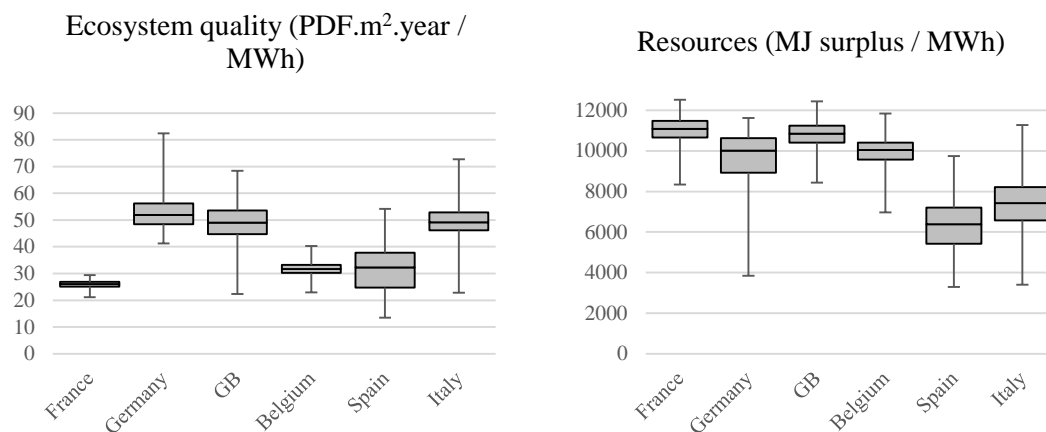 Ecosystem quality (PDF.m².year /
MWh)
90
80
70
60
50
40
30
20
10
0
France
Germany
GB
Belgium
Spain
Italy
Resources (MJ surplus / MWh)
12000
10000
8000
6000
4000
2000
0
France
Germany
GB
Belgium
Spain
Italy